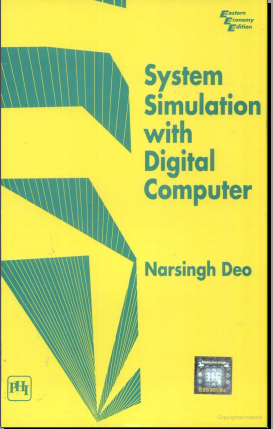 Eastern
Economy
Edition
System
Simulation
with
Digital
Computer
Narsingh Deo
PHI
Copyrighted material